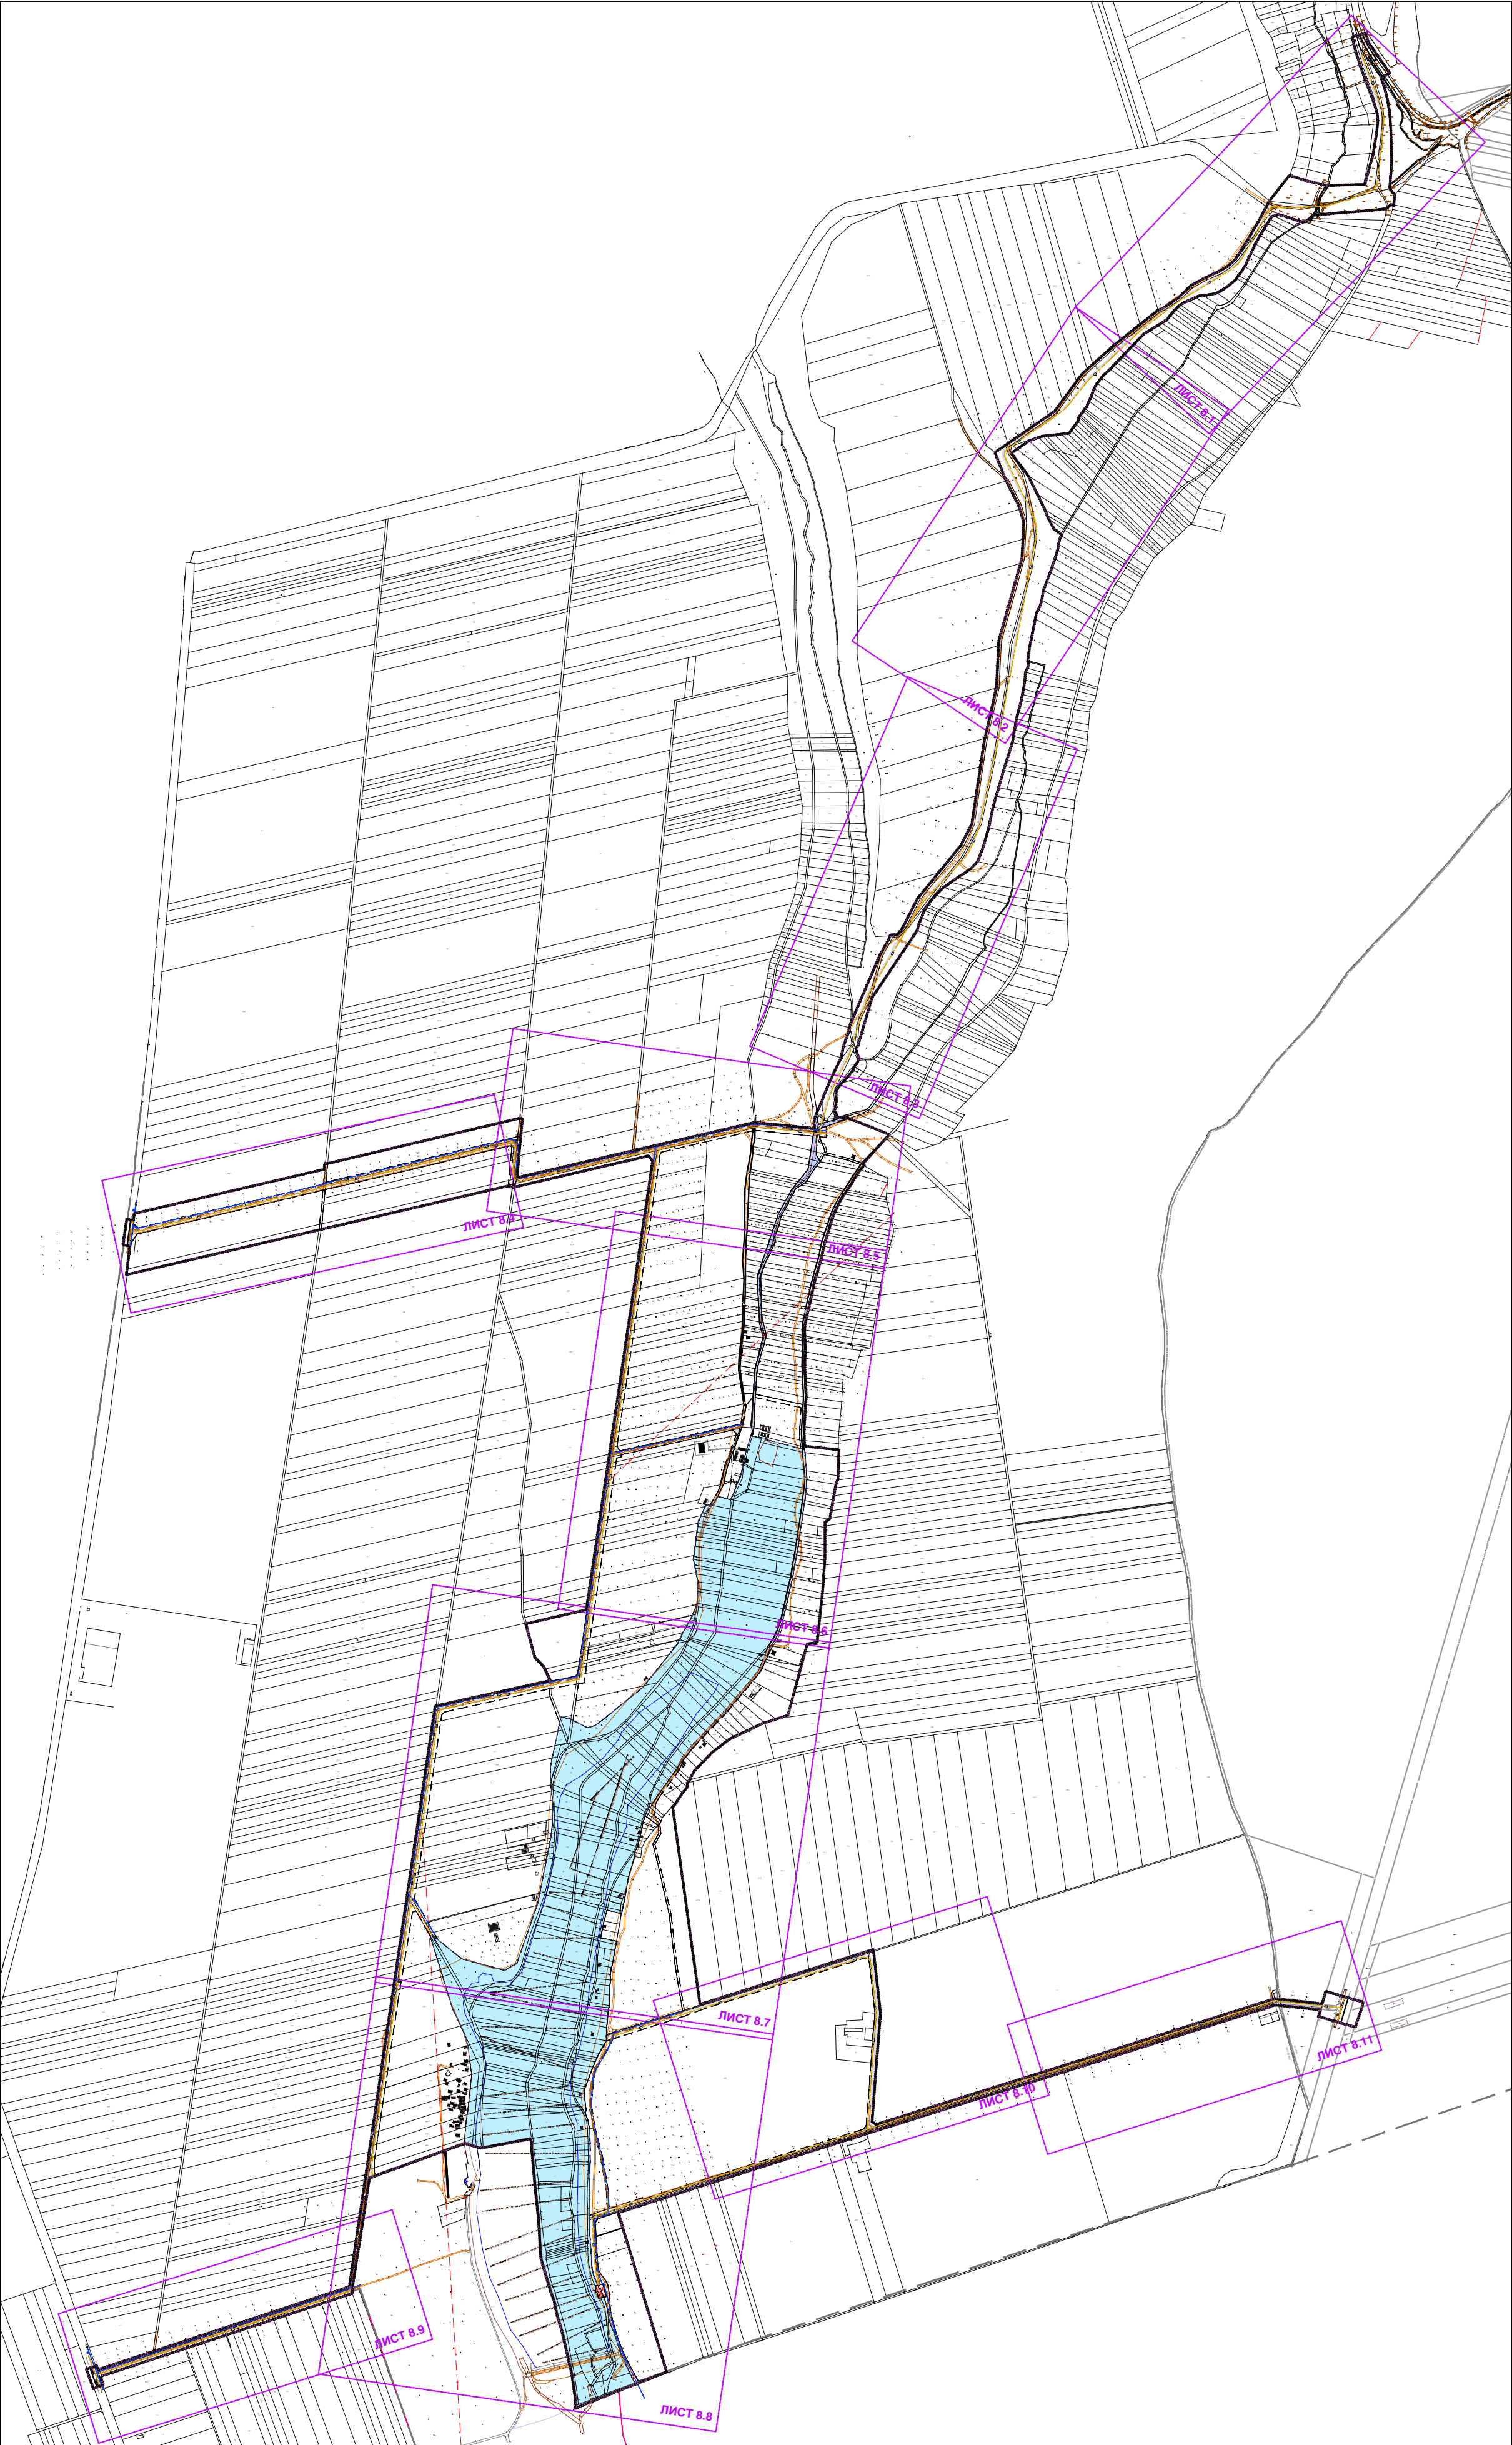 ЛИСТ 8.1
ЛИСТ 8.2
ЛИСТ 8.3
ЛИСТ 8.4
ЛИСТ 8.5
ЛИСТ 8.6
ЛИСТ 8.7
ЛИСТ 8.11
ЛИСТ 8.10
ЛИСТ 8.9
ЛИСТ 8.8